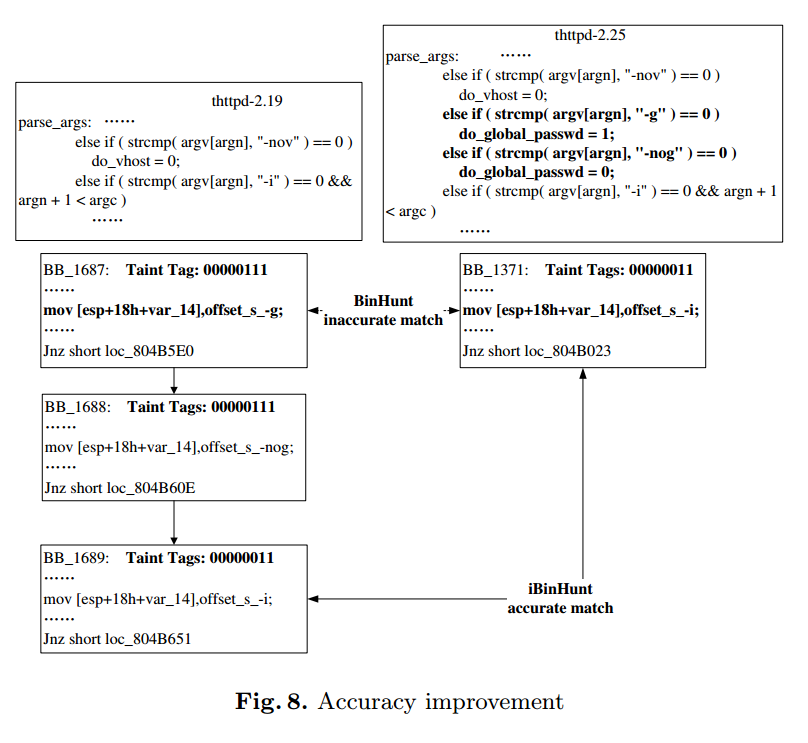 thttpd-2.25
parse_args: ......
else if ( strcmp( argv[argn], "-nov" ) == 0 )
do_vhost = 0;
else if ( strcmp( argv[argn], "-g" ) == 0 )
do_global_passwd = 1;
else if ( strcmp( argv[argn], "-nog" ) == 0 )
do_global_passwd = 0;
else if ( strcmp( argv[argn], "-i" ) == 0 && argn + 1
< argc )
......
thttpd-2.19
parse_args: ......
else if ( strcmp( argv[argn], "-nov" ) == 0 )
do_vhost = 0;
else if ( strcmp( argv[argn], "-i" ) == 0 &&
argn + 1 < argc )
......
BB_1687: Taint Tag: 00000111
......
mov [esp+18h+var_14],offset_s_-g;
......
Jnz short loc_804B5E0
BinHunt
inaccurate match
BB_1371: Taint Tags: 00000011
......
mov [esp+18h+var_14],offset_s_-i;
......
Jnz short loc_804B023
BB_1688: Taint Tags: 00000111
......
mov [esp+18h+var_14],offset_s_-nog;
......
Jnz short loc_804B60E
BB_1689: Taint Tags: 00000011
......
mov [esp+18h+var_14],offset_s_-i;
......
Jnz short loc_804B651
iBinHunt
accurate match
Fig. 8. Accuracy improvement